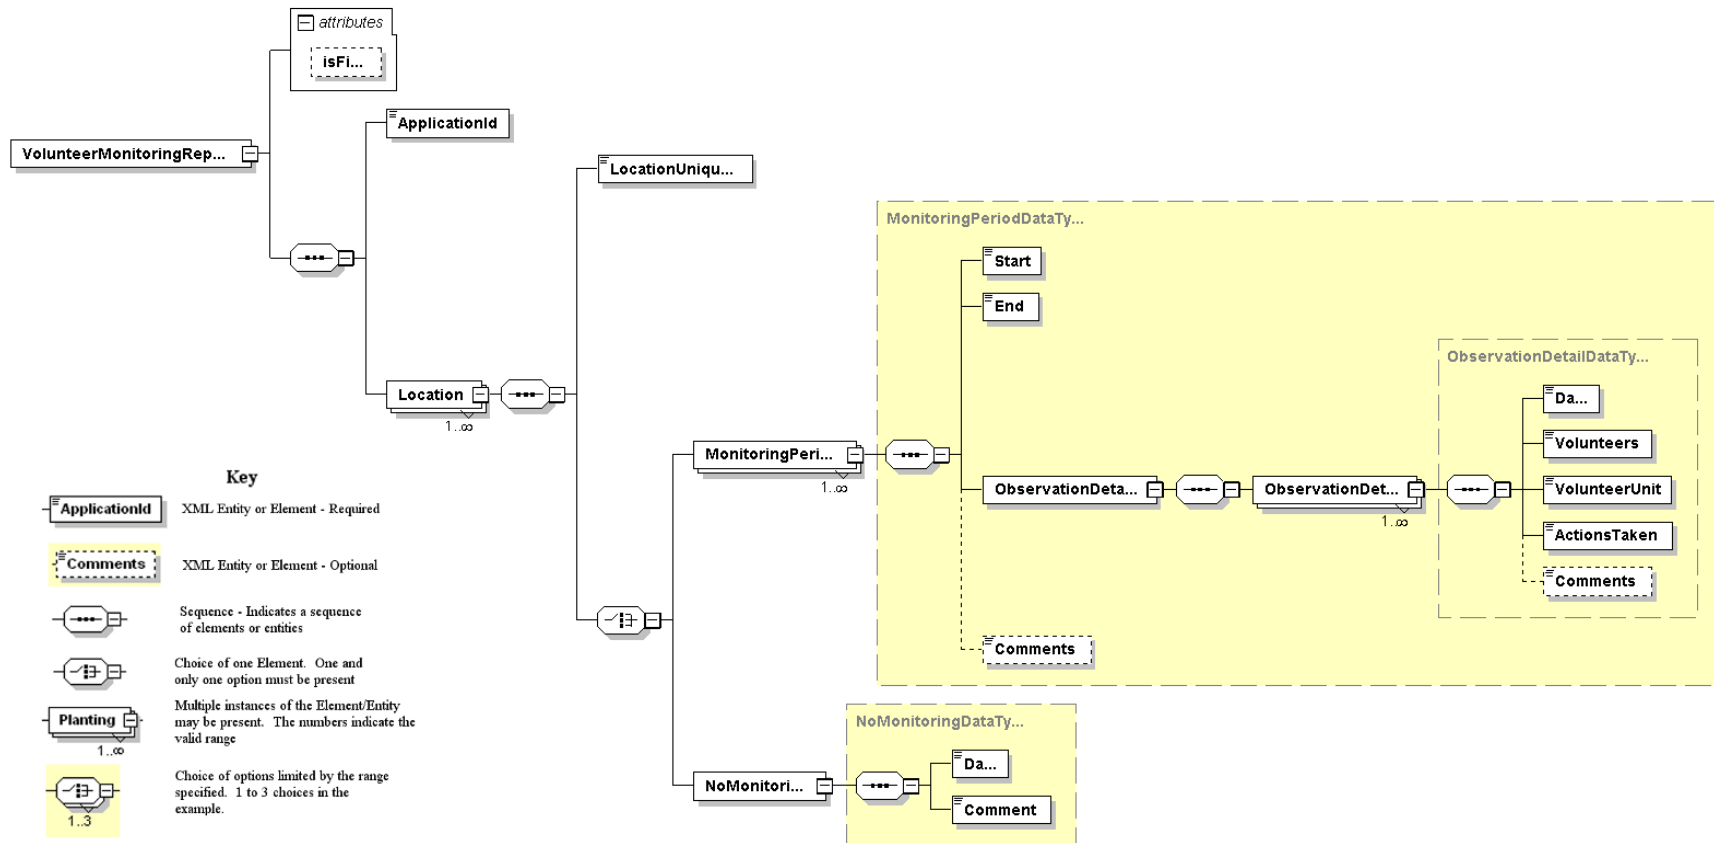 attributes
isFi...
ApplicationId
VolunteerMonitoringRep...
LocationUniqu...
MonitoringPeriodDataTy...
Start
End
ObservationDetailDataTy...
Da...
Location
1..∞
Volunteers
MonitoringPeri...
1..∞
ObservationDeta...
ObservationDet...
1..∞
VolunteerUnit
ActionsTaken
Comments
Comments
NoMonitoringDataTy...
Da...
NoMonitori...
Comment
Key
ApplicationId XML Entity or Element - Required
Comments XML Entity or Element - Optional
Sequence - Indicates a sequence
of elements or entities
Choice of one Element. One and
only one option must be present
Planting
1..∞
Multiple instances of the Element/Entity
may be present. The numbers indicate the
valid range
Choice of options limited by the range
specified. 1 to 3 choices in the
example.
1..3